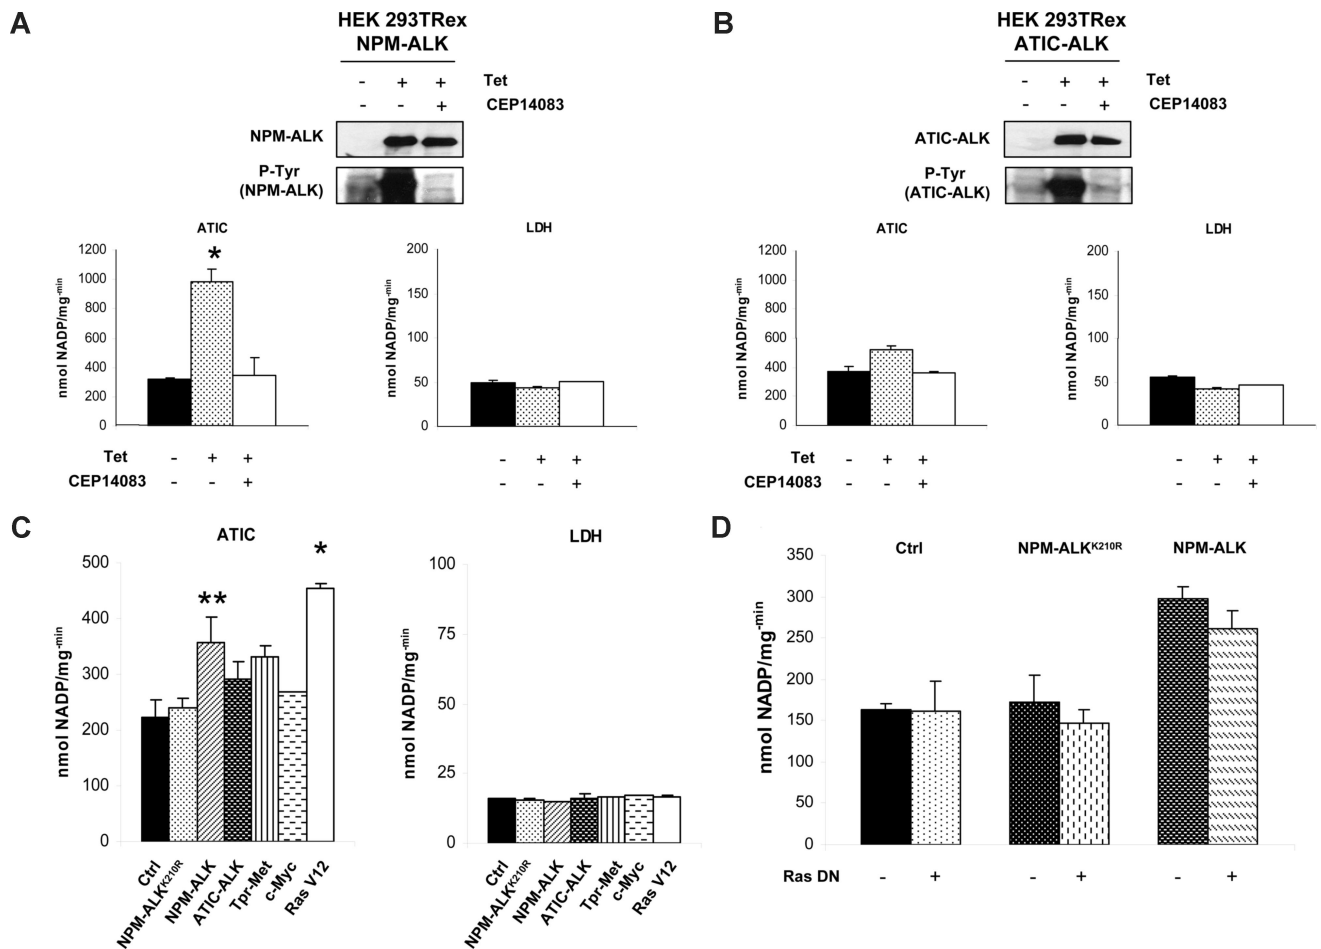 A
HEK 293TRex
NPM-ALK
- + + Tet
- - + CEP14083
NPM-ALK
P-Tyr
(NPM-ALK)
ATIC
nmol NADP/mg-min
1200
1000
800
600
400
200
0
*
LDH
nmol NADP/mg-min
200
150
100
50
0
Tet - + + - + +
CEP14083 - - + - - +
B
HEK 293TRex
ATIC-ALK
- + + Tet
- - + CEP14083
ATIC-ALK
P-Tyr
(ATIC-ALK)
ATIC
nmol NADP/mg-min
1200
1000
800
600
400
200
0
LDH
nmol NADP/mg-min
200
150
100
50
0
Tet - + + - + +
CEP14083 - - + - - +
C
ATIC
nmol NADP/mg-min
500
400
300
200
100
0
**
*
Ctrl
NPM-ALKK210R
NPM-ALK
ATIC-ALK
Tpr-Met
c-Myc
Ras V12
LDH
nmol NADP/mg-min
100
75
50
25
0
Ctrl
NPM-ALKK210R
NPM-ALK
ATIC-ALK
Tpr-Met
c-Myc
Ras V12
D
Ctrl NPM-ALKK210R NPM-ALK
nmol NADP/mg-min
350
300
250
200
150
100
50
0
Ras DN - + - + - +